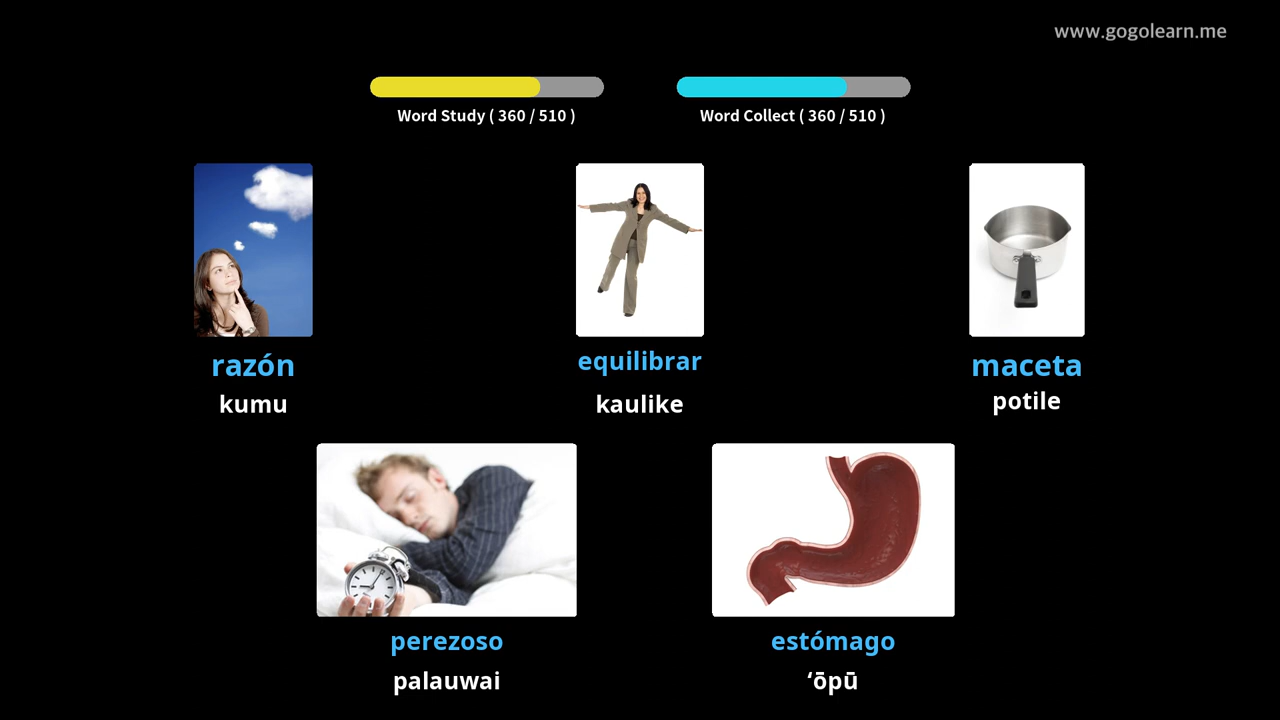 www.gogolearn.me
Word Study ( 360 / 510 )
Word Collect ( 360 / 510 )
razón
kumu
equilibrar
kaulike
maceta
potile
perezoso
palauwai
estómago
ʻōpū